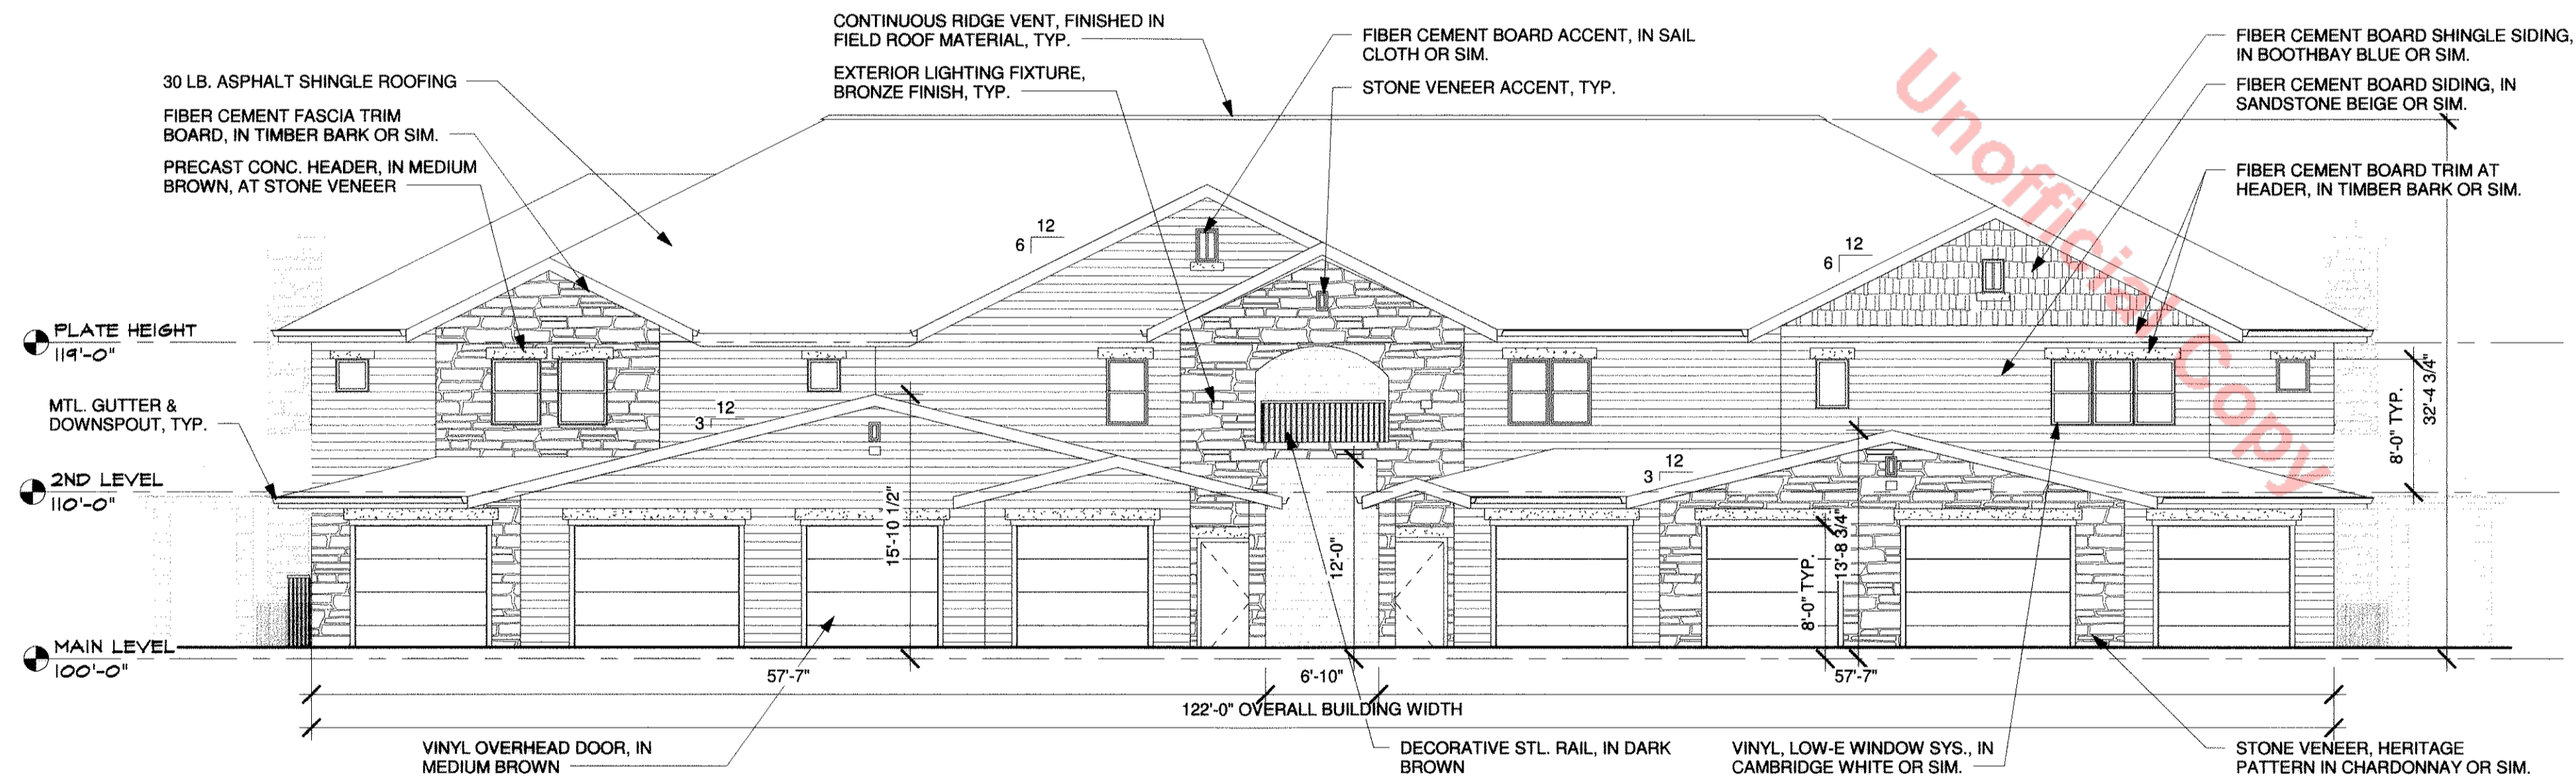 CONTINUOUS RIDGE VENT, FINISHED IN
FIELD ROOF MATERIAL, TYP.
EXTERIOR LIGHTING FIXTURE,
BRONZE FINISH, TYP.
FIBER CEMENT BOARD ACCENT, IN SAIL
CLOTH OR SIM.
STONE VENEER ACCENT, TYP.
FIBER CEMENT BOARD SHINGLE SIDING,
IN BOOTHBAY BLUE OR SIM.
FIBER CEMENT BOARD SIDING, IN
SANDSTONE BEIGE OR SIM.
FIBER CEMENT BOARD TRIM AT
HEADER, IN TIMBER BARK OR SIM.
30 LB. ASPHALT SHINGLE ROOFING
FIBER CEMENT FASCIA TRIM
BOARD, IN TIMBER BARK OR SIM.
PRECAST CONC. HEADER, IN MEDIUM
BROWN, AT STONE VENEER
Unofficial Copy
12
6
12
6
PLATE HEIGHT
119'-0"
MTL. GUTTER &
DOWNSPOUT, TYP.
12
3
12
3
8'-0" TYP.
32'-4 3/4"
2ND LEVEL
110'-0"
15'-10 1/2"
12'-0"
8'-0" TYP.
13'-8 3/4"
MAIN LEVEL
100'-0"
57'-7"
6'-10"
57'-7"
122'-0" OVERALL BUILDING WIDTH
VINYL OVERHEAD DOOR, IN
MEDIUM BROWN
DECORATIVE STL. RAIL, IN DARK
BROWN
VINYL, LOW-E WINDOW SYS., IN
CAMBRIDGE WHITE OR SIM.
STONE VENEER, HERITAGE
PATTERN IN CHARDONNAY OR SIM.